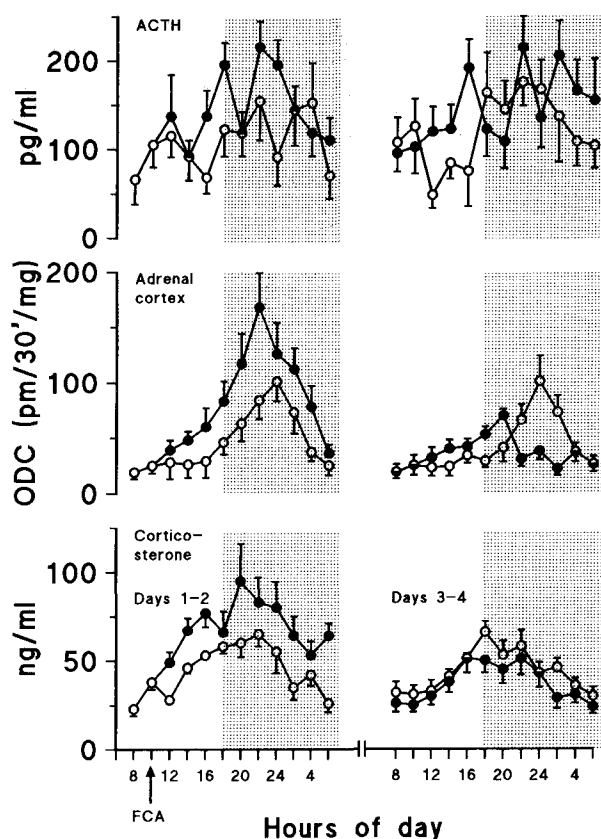 ACTH
200
100
0
pg/ml
Adrenal
cortex
200
100
0
ODC (pm/30'/mg)
Cortico-
sterone
Days 1-2
Days 3-4
100
50
0
ng/ml
8 12 16 20 24 4 8 12 16 20 24 4
FCA
Hours of day